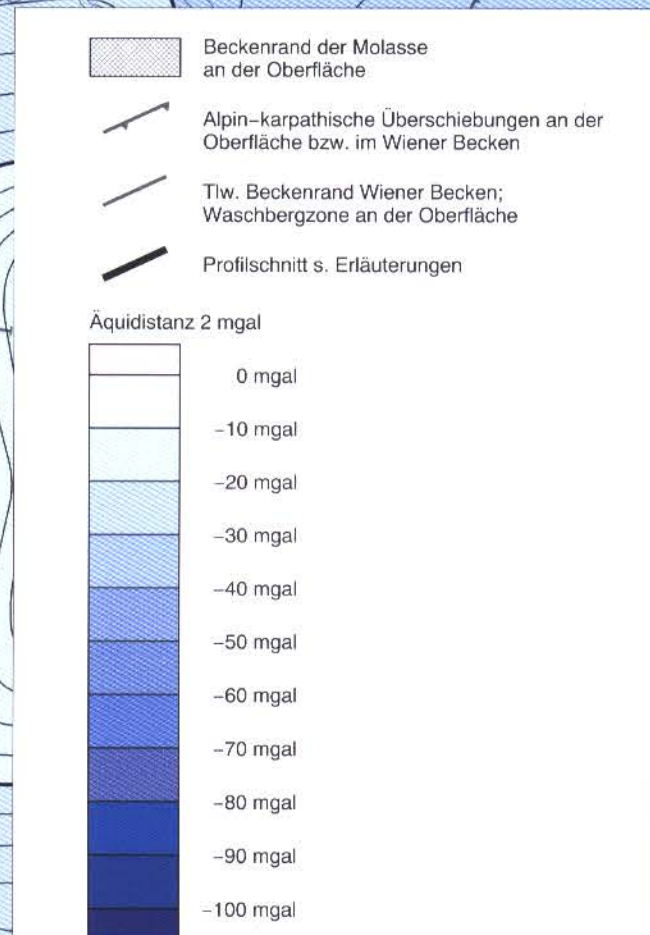 Beckenrand der Molasse
an der Oberfläche
Alpin–karpathische Überschiebungen an der
Oberfläche bzw. im Wiener Becken
Tlw. Beckenrand Wiener Becken;
Waschbergzone an der Oberfläche
Profilschnitt s. Erläuterungen
Äquidistanz 2 mgal
0 mgal
–10 mgal
–20 mgal
–30 mgal
–40 mgal
–50 mgal
–60 mgal
–70 mgal
–80 mgal
–90 mgal
–100 mgal